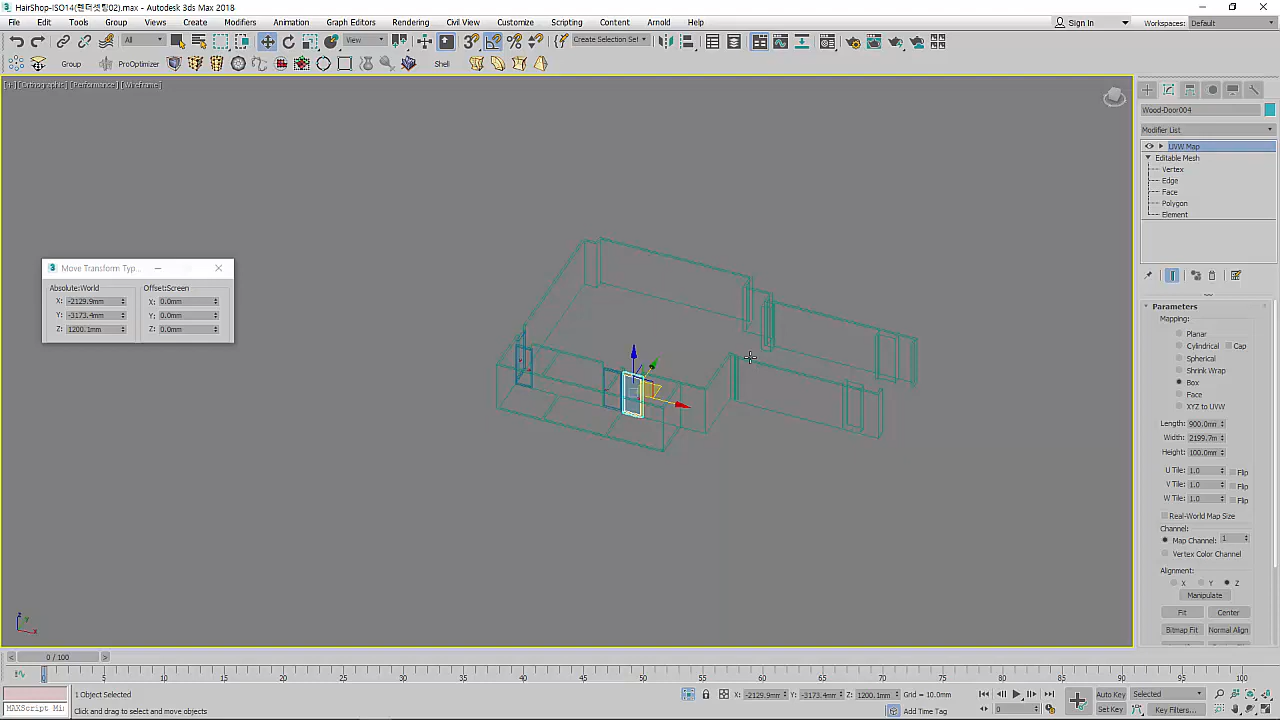 HairShop-ISO14(렌더셋팅02).max - Autodesk 3ds Max 2018
File Edit Tools Group Views Create Modifiers Animation Graph Editors Rendering Civil View Customize Scripting Content Arnold Help
Sign In Workspaces: Default
All View Create Selection Set
Group ProOptimizer Shell
[+] [Orthographic] [Performance] [Wireframe]
Wood-Door004
Modifier List
UVW Map
Editable Mesh
Vertex
Edge
Face
Polygon
Element
Move Transform Typ...
Absolute:World Offset:Screen
X: -2129.9mm X: 0.0mm
Y: -3173.4mm Y: 0.0mm
Z: 1200.1mm Z: 0.0mm
Parameters
Mapping:
Planar
Cylindrical Cap
Spherical
Shrink Wrap
Box
Face
XYZ to UVW
Length: 900.0mm
Width: 2199.7m
Height: 100.0mm
U Tile: 1.0 Flip
V Tile: 1.0 Flip
W Tile: 1.0 Flip
Real-World Map Size
Channel:
Map Channel: 1
Vertex Color Channel
Alignment:
X Y Z
Manipulate
Fit Center
Bitmap Fit Normal Align
z
x
0 / 100
0 5 10 15 20 25 30 35 40 45 50 55 60 65 70 75 80 85 90 95 100
1 Object Selected X: -2129.9mm Y: -3173.4mm Z: 1200.1mm Grid = 10.0mm Auto Key Selected
MAXScript Mi Click and drag to select and move objects Add Time Tag 0 Set Key Key Filters...